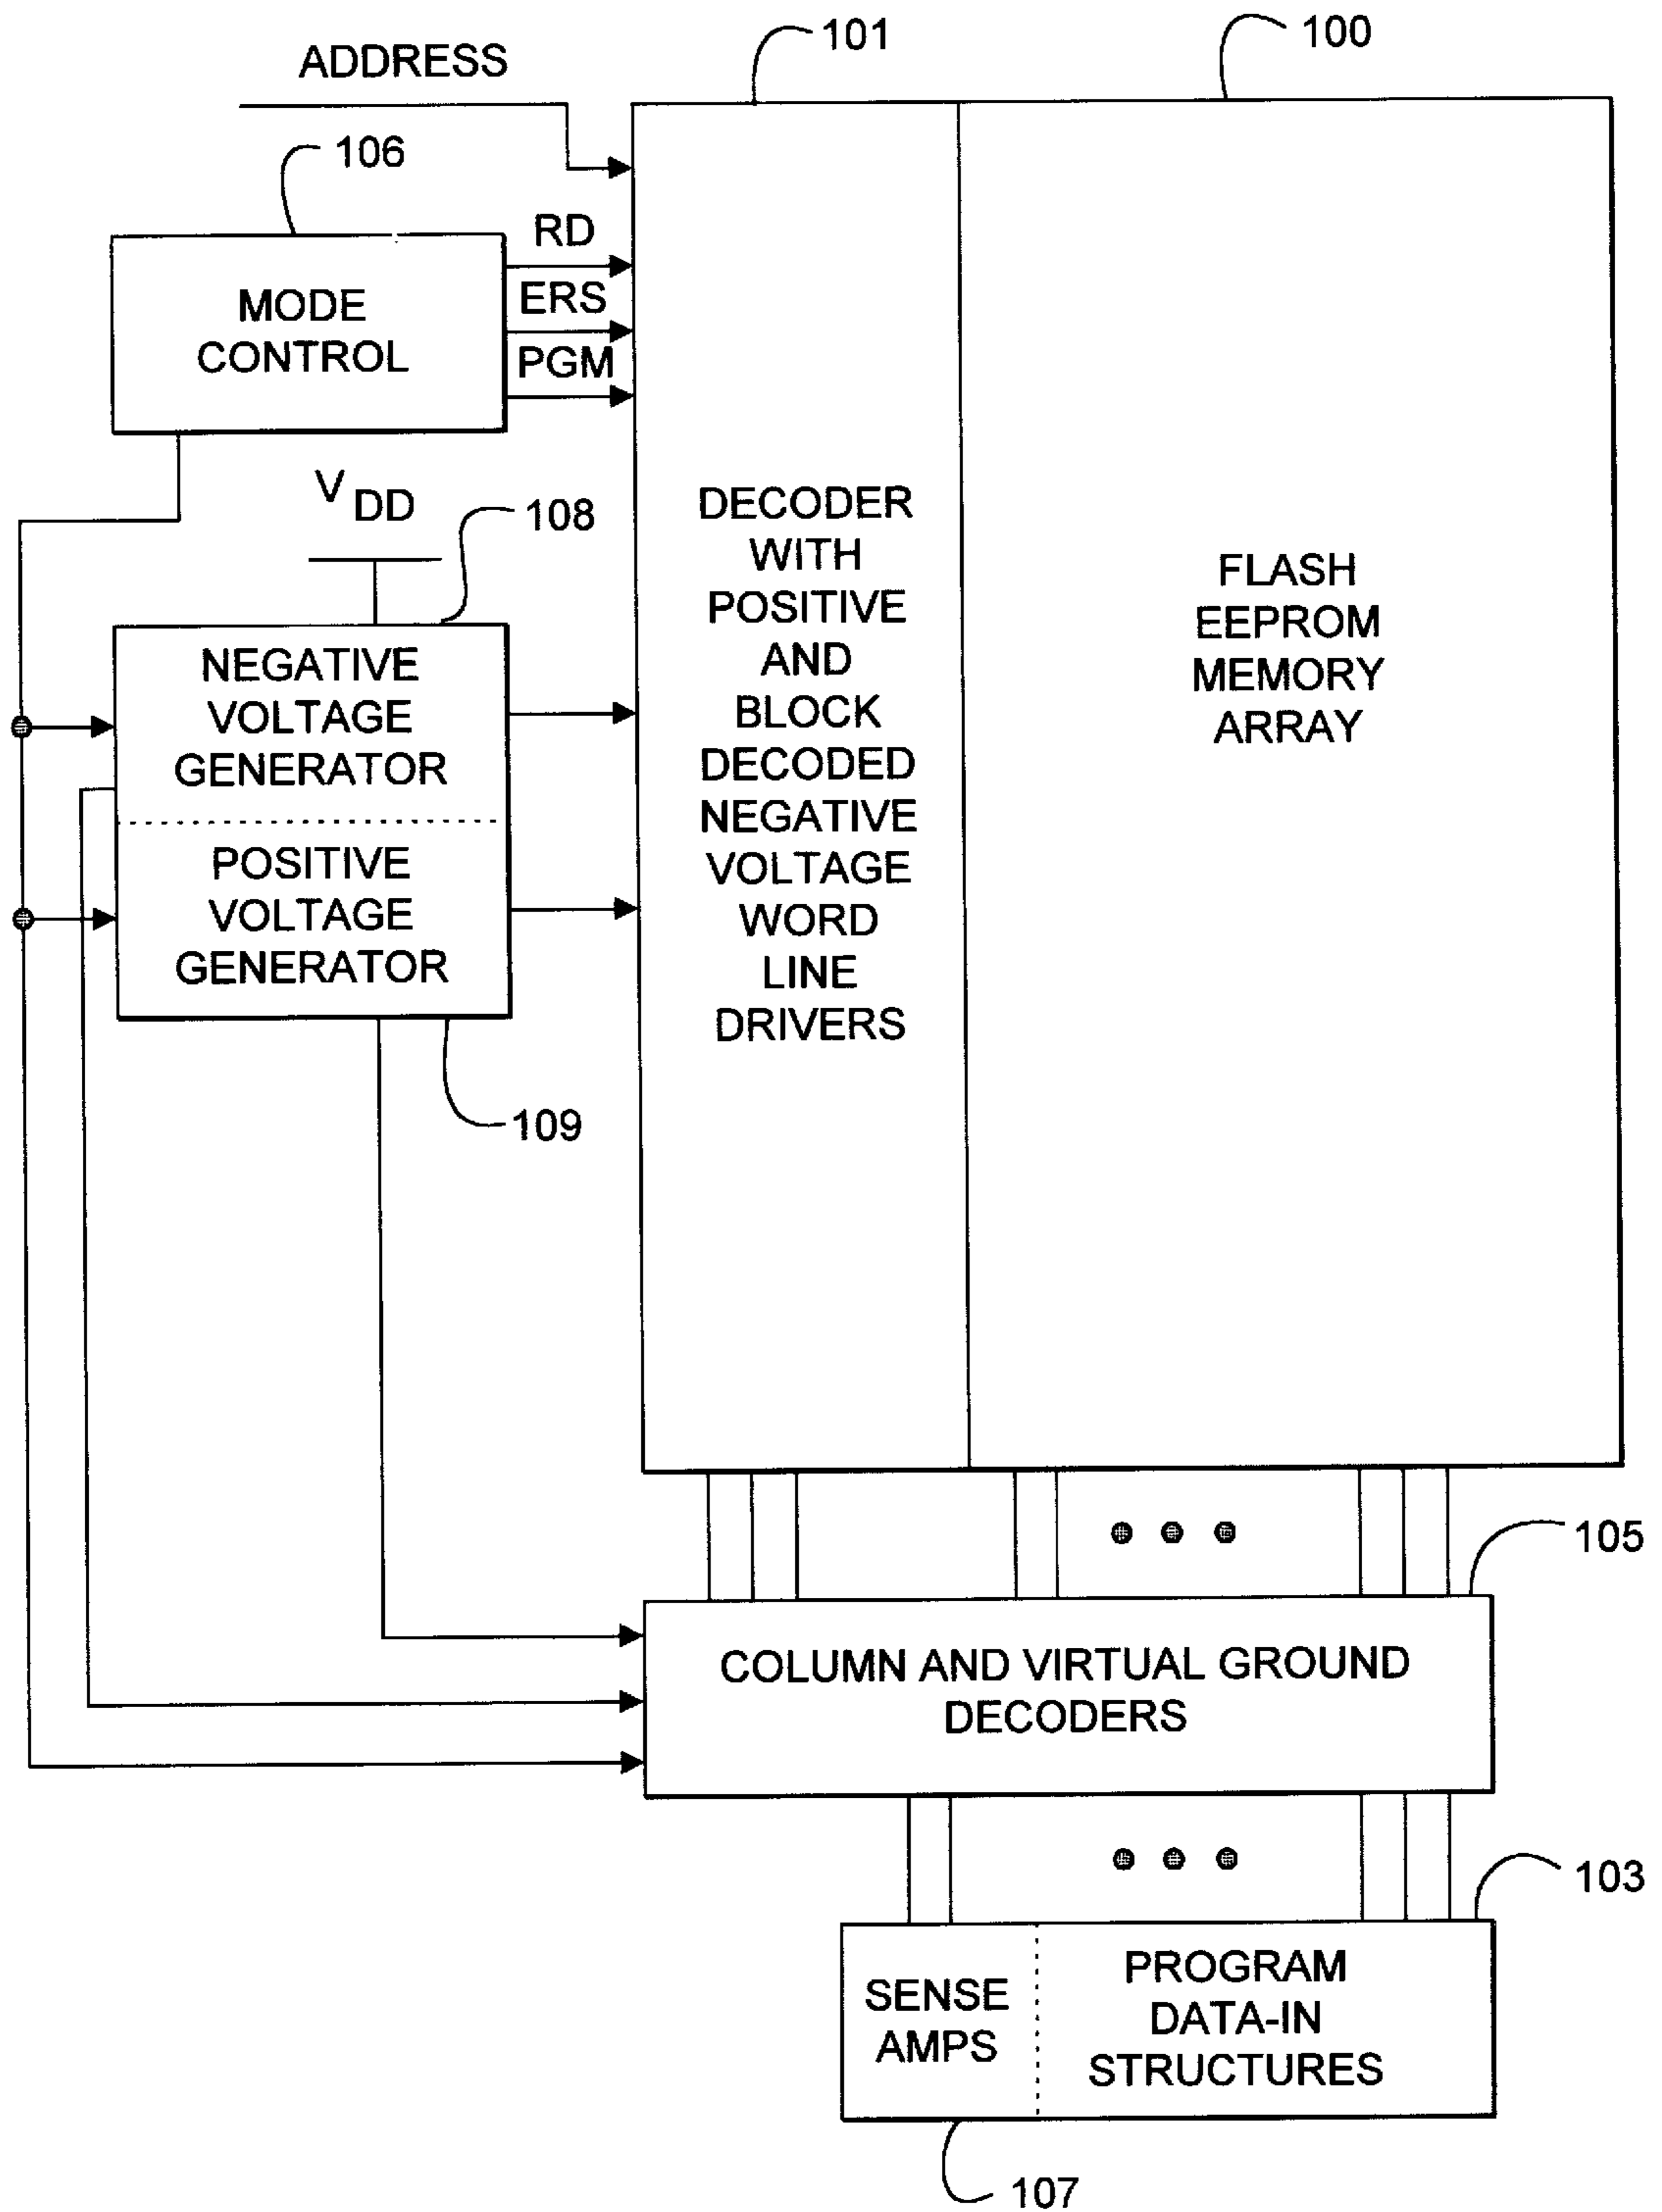 101
100
ADDRESS
106
RD
ERS
PGM
MODE
CONTROL
V DD
108
NEGATIVE
VOLTAGE
GENERATOR
POSITIVE
VOLTAGE
GENERATOR
109
DECODER
WITH
POSITIVE
AND
BLOCK
DECODED
NEGATIVE
VOLTAGE
WORD
LINE
DRIVERS
FLASH
EEPROM
MEMORY
ARRAY
105
COLUMN AND VIRTUAL GROUND
DECODERS
103
SENSE
AMPS
PROGRAM
DATA-IN
STRUCTURES
107